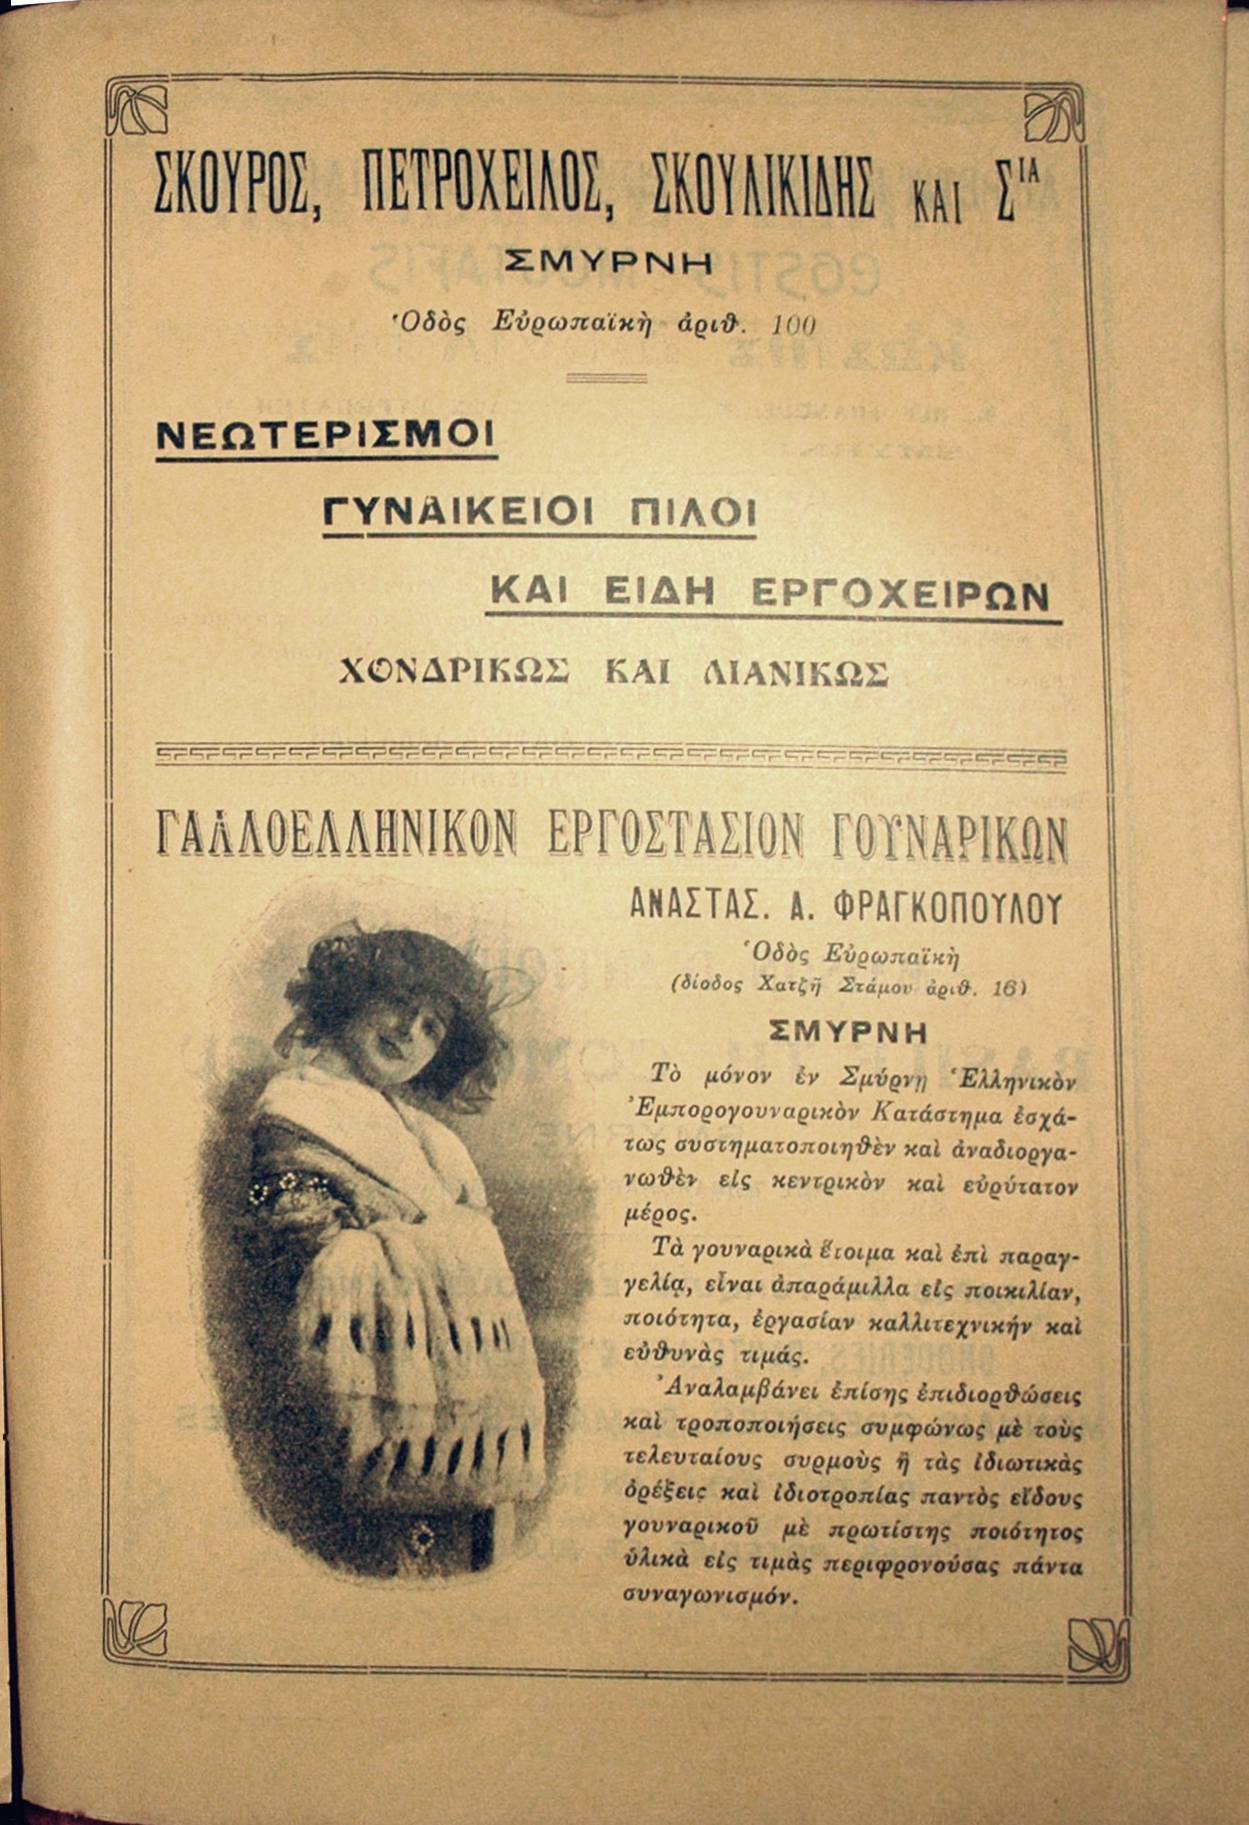 ΣΚΟΥΡΟΣ, ΠΕΤΡΟΧΕΙΛΟΣ, ΣΚΟΥΛΙΚΙΔΗΣ ΚΑΙ ΣΙΑ
ΣΜΥΡΝΗ
Ὁδὸς Εὐρωπαϊκὴ ἀριθ. 100
ΝΕΩΤΕΡΙΣΜΟΙ
ΓΥΝΑΙΚΕΙΟΙ ΠΙΛΟΙ
ΚΑΙ ΕΙΔΗ ΕΡΓΟΧΕΙΡΩΝ
ΧΟΝΔΡΙΚΩΣ ΚΑΙ ΛΙΑΝΙΚΩΣ
ΓΑΛΛΟΕΛΛΗΝΙΚΟΝ ΕΡΓΟΣΤΑΣΙΟΝ ΓΟΥΝΑΡΙΚΩΝ
ΑΝΑΣΤΑΣ. Α. ΦΡΑΓΚΟΠΟΥΛΟΥ
Ὁδὸς Εὐρωπαϊκὴ
(δίοδος Χατζῆ Στάμου ἀριθ. 16)
ΣΜΥΡΝΗ
Τὸ μόνον ἐν Σμύρνῃ Ἑλληνικὸν
Ἐμπορογουναρικὸν Κατάστημα ἐσχά-
τως συστηματοποιηθὲν καὶ ἀναδιοργα-
νωθὲν εἰς κεντρικὸν καὶ εὐρύτατον
μέρος.
Τὰ γουναρικὰ ἕτοιμα καὶ ἐπὶ παραγ-
γελίᾳ, εἶναι ἀπαράμιλλα εἰς ποικιλίαν,
ποιότητα, ἐργασίαν καλλιτεχνικήν καὶ
εὐθυνὰς τιμάς.
Ἀναλαμβάνει ἐπίσης ἐπιδιορθώσεις
καὶ τροποποιήσεις συμφώνως μὲ τοὺς
τελευταίους συρμοὺς ἢ τὰς ἰδιωτικὰς
ὀρέξεις καὶ ἰδιοτροπίας παντὸς εἴδους
γουναρικοῦ μὲ πρωτίστης ποιότητος
ὑλικὰ εἰς τιμὰς περιφρονούσας πάντα
συναγωνισμόν.